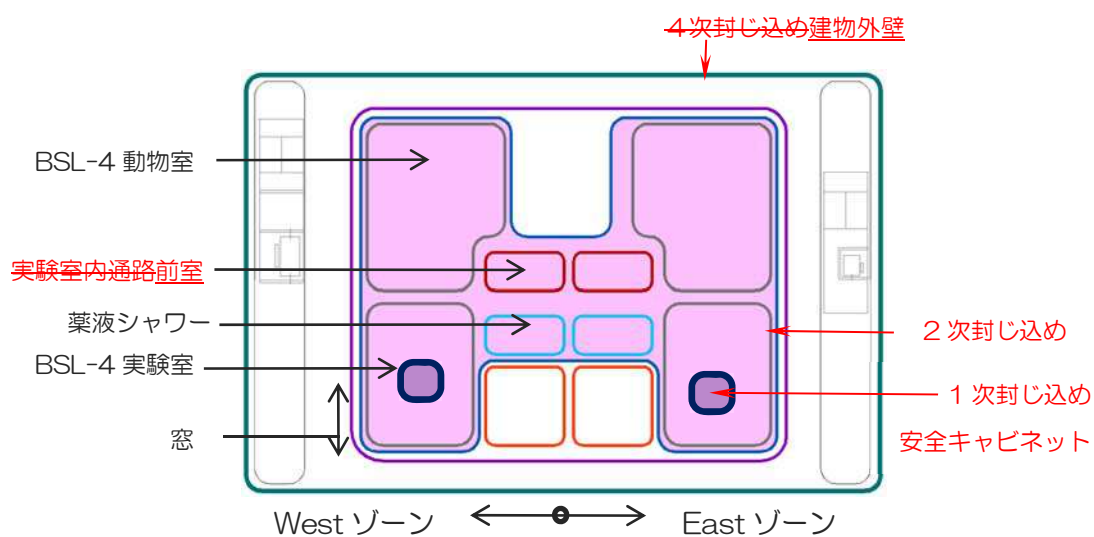 4次封じ込め建物外壁
BSL-4 動物室
実験室内通路前室
薬液シャワー
2 次封じ込め
BSL-4 実験室
1 次封じ込め
窓
安全キャビネット
West ゾーン
East ゾーン